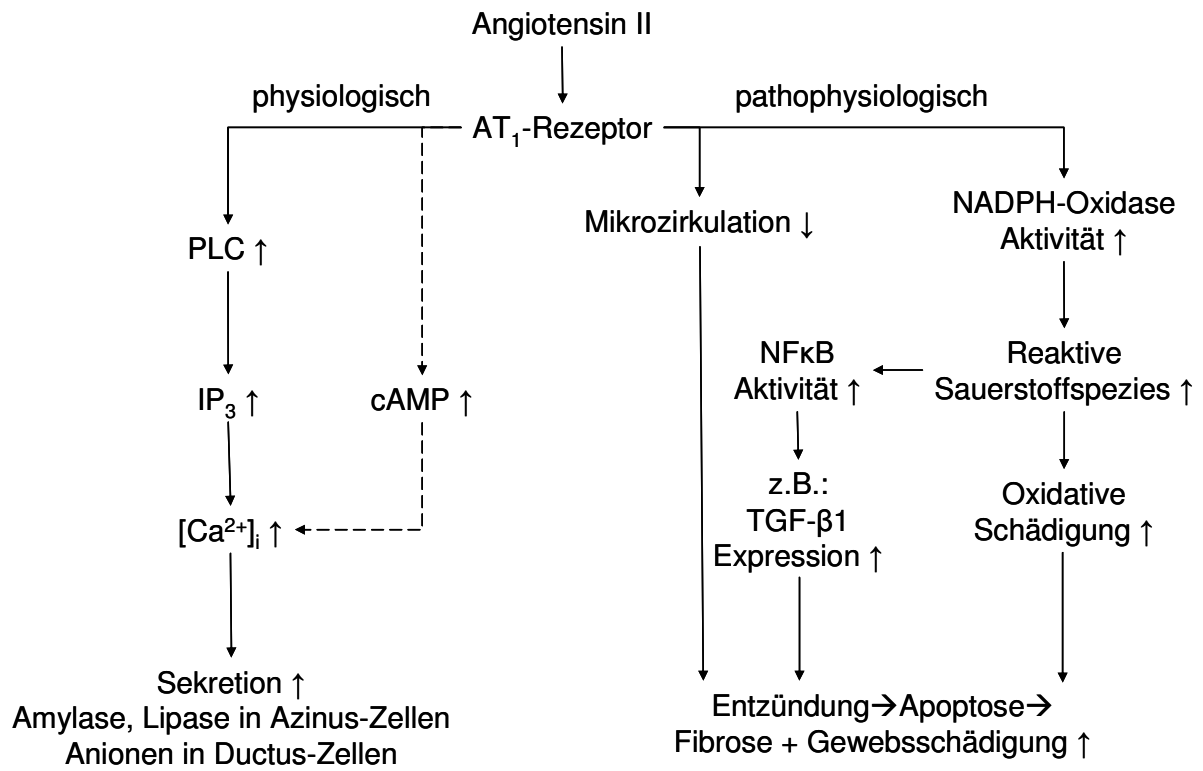 Angiotensin II
physiologisch
pathophysiologisch
AT₁-Rezeptor
PLC ↑
IP₃ ↑
cAMP ↑
[Ca²⁺]ᵢ ↑
Sekretion ↑
Amylase, Lipase in Azinus-Zellen
Anionen in Ductus-Zellen
Mikrozirkulation ↓
NADPH-Oxidase
Aktivität ↑
Reaktive
Sauerstoffspezies ↑
NFκB
Aktivität ↑
z.B.:
TGF-β1
Expression ↑
Oxidative
Schädigung ↑
Entzündung→Apoptose→
Fibrose + Gewebsschädigung ↑